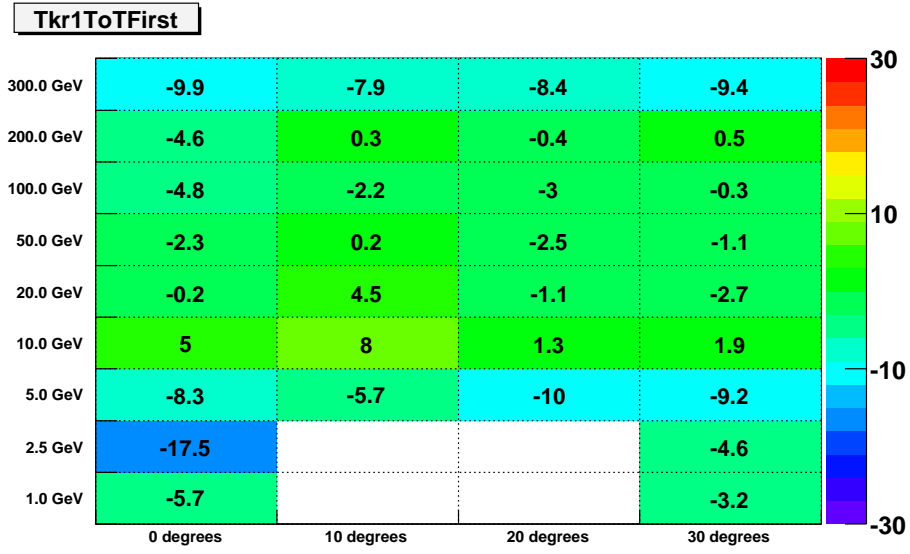 Tkr1ToTFirst
300.0 GeV -9.9 -7.9 -8.4 -9.4
200.0 GeV -4.6 0.3 -0.4 0.5
100.0 GeV -4.8 -2.2 -3 -0.3
50.0 GeV -2.3 0.2 -2.5 -1.1
20.0 GeV -0.2 4.5 -1.1 -2.7
10.0 GeV 5 8 1.3 1.9
5.0 GeV -8.3 -5.7 -10 -9.2
2.5 GeV -17.5 -4.6
1.0 GeV -5.7 -3.2
0 degrees 10 degrees 20 degrees 30 degrees
30
10
-10
-30